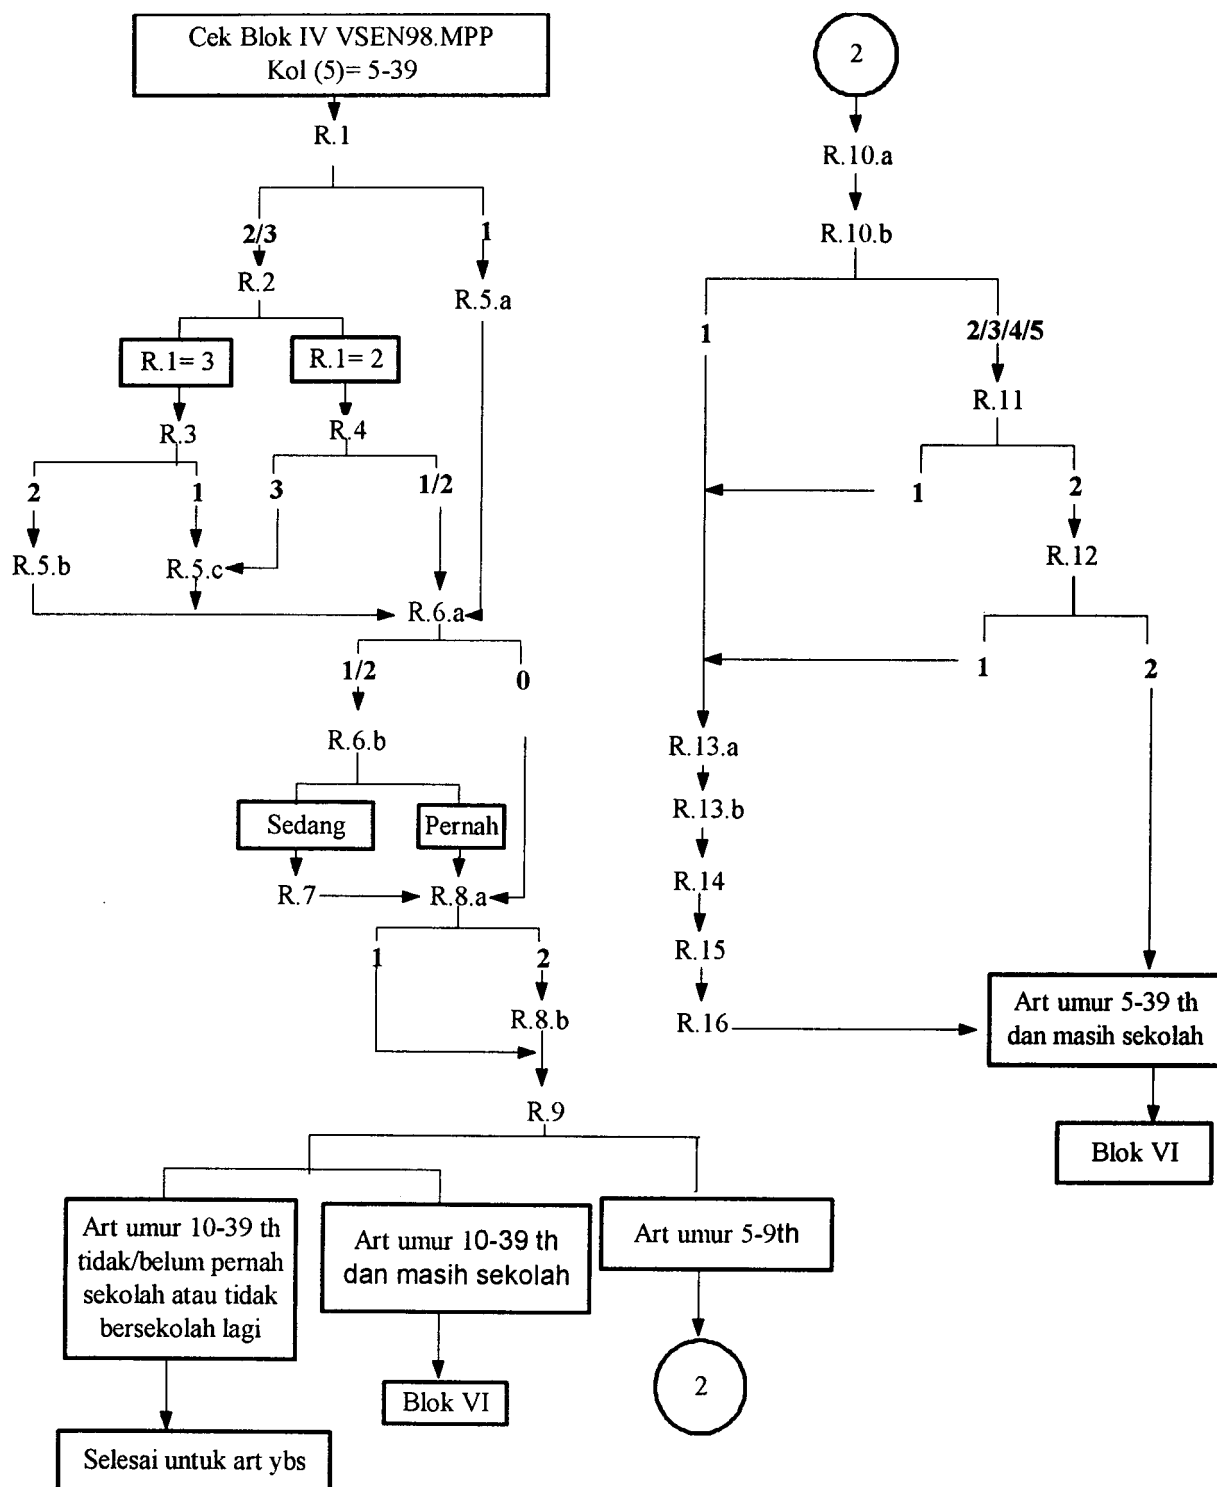 Cek Blok IV VSEN98.MPP
Kol (5)= 5-39
R.1
2/3
1
R.2
R.5.a
R.1= 3
R.1= 2
R.3
R.4
2
1
3
1/2
R.5.b
R.5.c
R.6.a
1/2
0
R.6.b
Sedang
Pernah
R.7
R.8.a
1
2
R.8.b
R.9
Art umur 10-39 th
tidak/belum pernah
sekolah atau tidak
bersekolah lagi
Art umur 10-39 th
dan masih sekolah
Art umur 5-9th
Blok VI
2
Selesai untuk art ybs
2
R.10.a
R.10.b
1
2/3/4/5
R.11
1
2
R.12
1
2
R.13.a
R.13.b
R.14
R.15
R.16
Art umur 5-39 th
dan masih sekolah
Blok VI